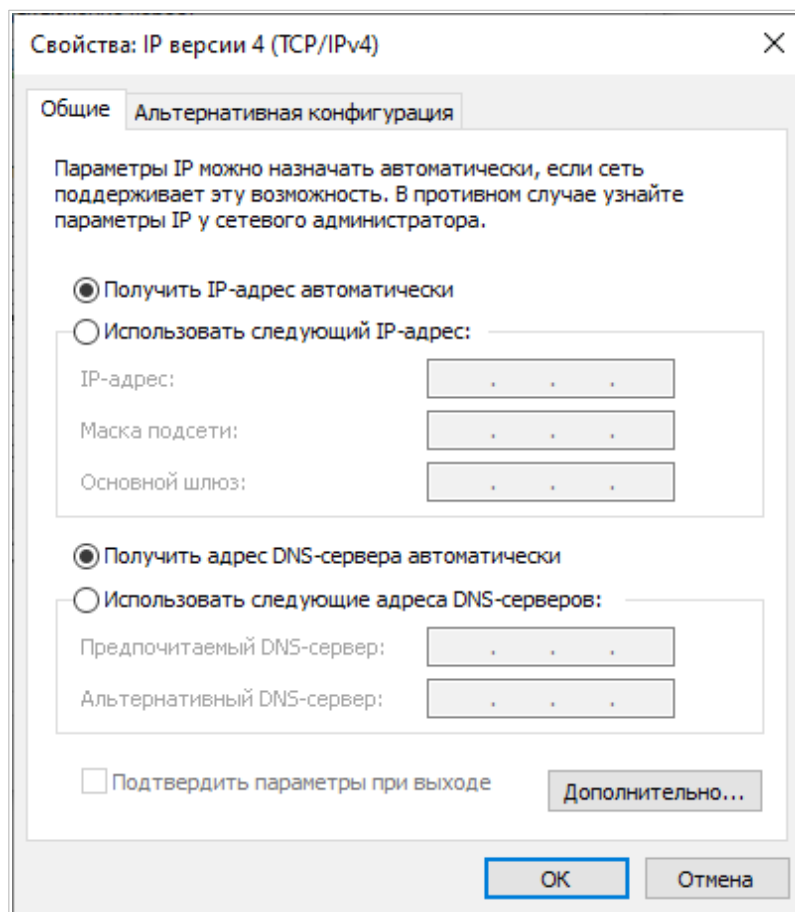 Свойства: IP версии 4 (TCP/IPv4)
Общие
Альтернативная конфигурация
Параметры IP можно назначать автоматически, если сеть
поддерживает эту возможность. В противном случае узнайте
параметры IP у сетевого администратора.
Получить IP-адрес автоматически
Использовать следующий IP-адрес:
IP-адрес:
Маска подсети:
Основной шлюз:
Получить адрес DNS-сервера автоматически
Использовать следующие адреса DNS-серверов:
Предпочитаемый DNS-сервер:
Альтернативный DNS-сервер:
Подтвердить параметры при выходе
Дополнительно...
ОК
Отмена